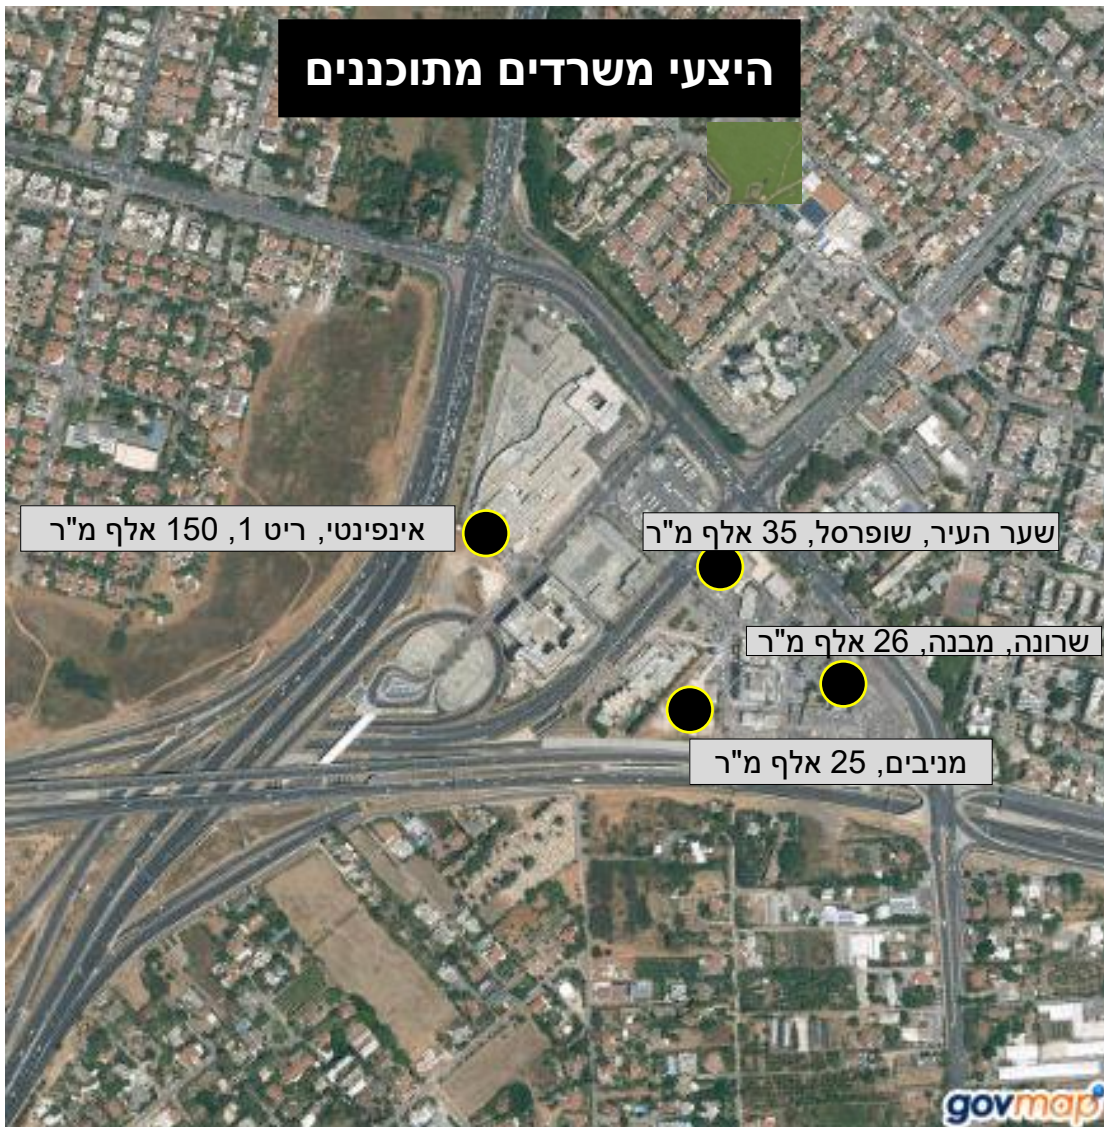 היצעי משרדים מתוכננים
אינפינטי, ריט 1, 150 אלף מ"ר
שער העיר, שופרסל, 35 אלף מ"ר
שרונה, מבנה, 26 אלף מ"ר
מניבים, 25 אלף מ"ר
govmap